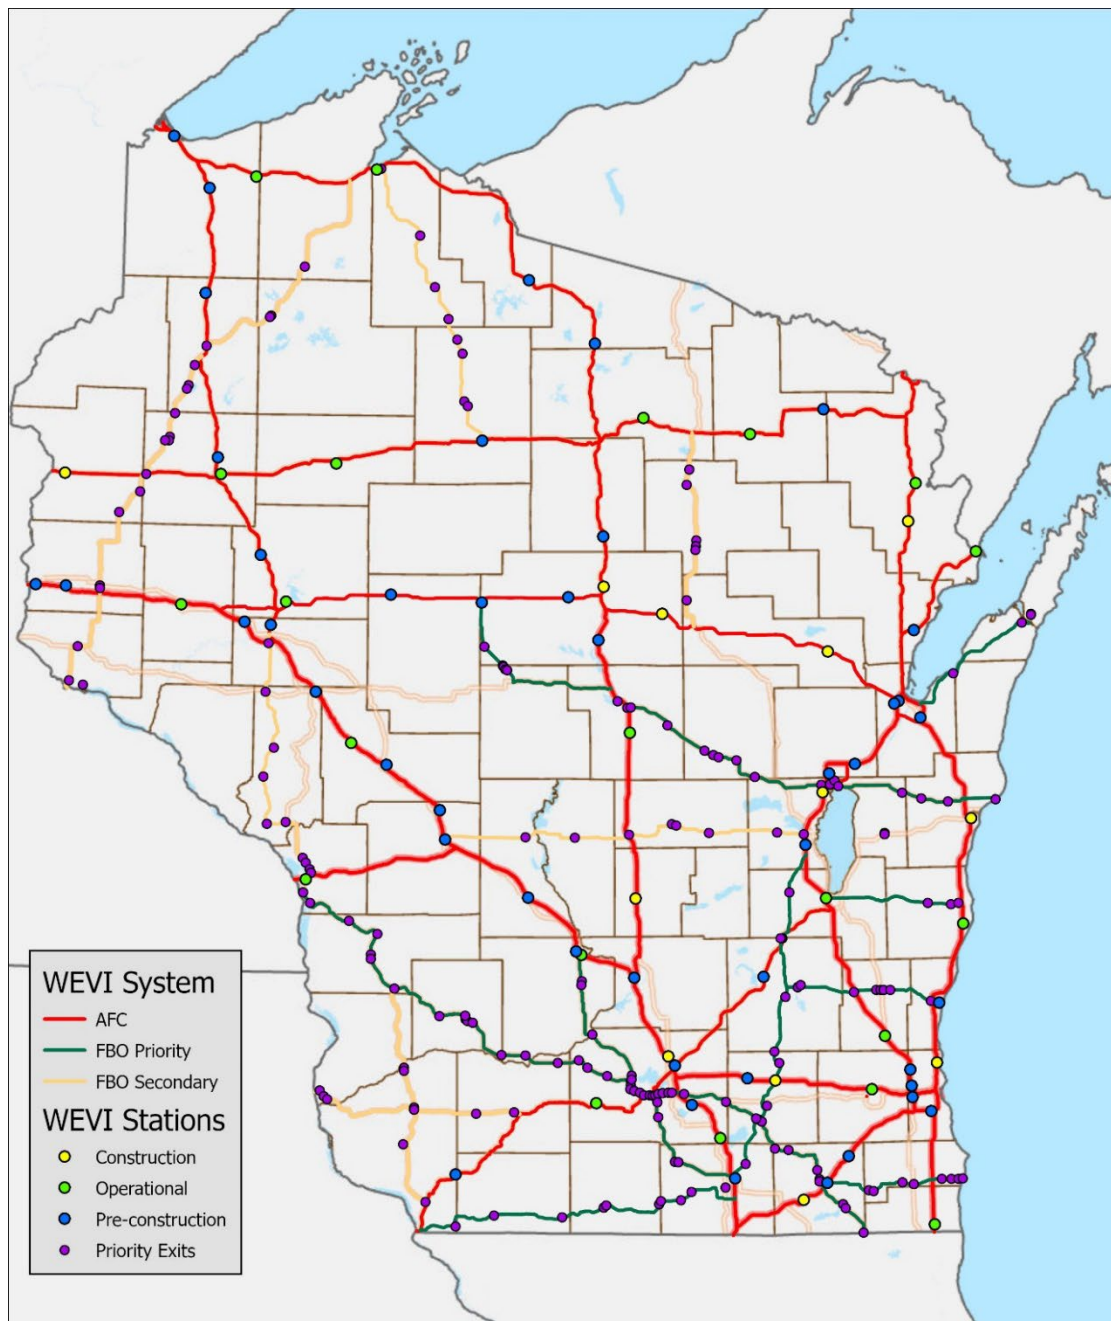 WEVI System
AFC
FBO Priority
FBO Secondary
WEVI Stations
Construction
Operational
Pre-construction
Priority Exits